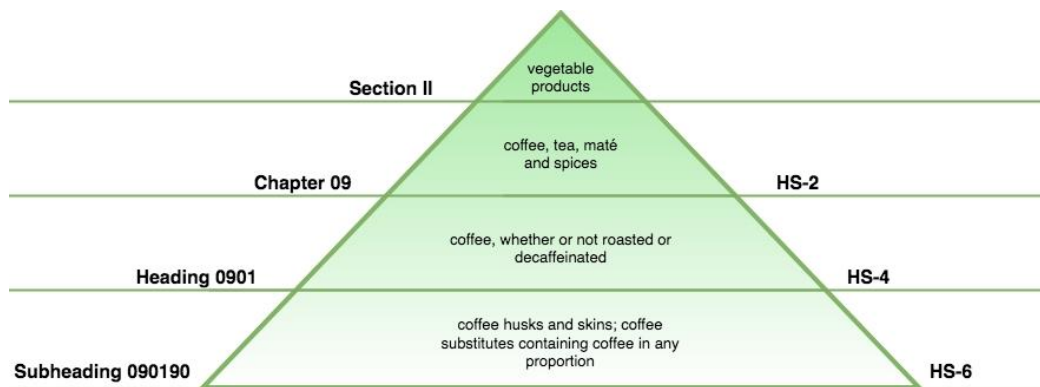 vegetable
products
Section II
coffee, tea, maté
and spices
Chapter 09
HS-2
coffee, whether or not roasted or
decaffeinated
Heading 0901
HS-4
coffee husks and skins; coffee
substitutes containing coffee in any
proportion
Subheading 090190
HS-6